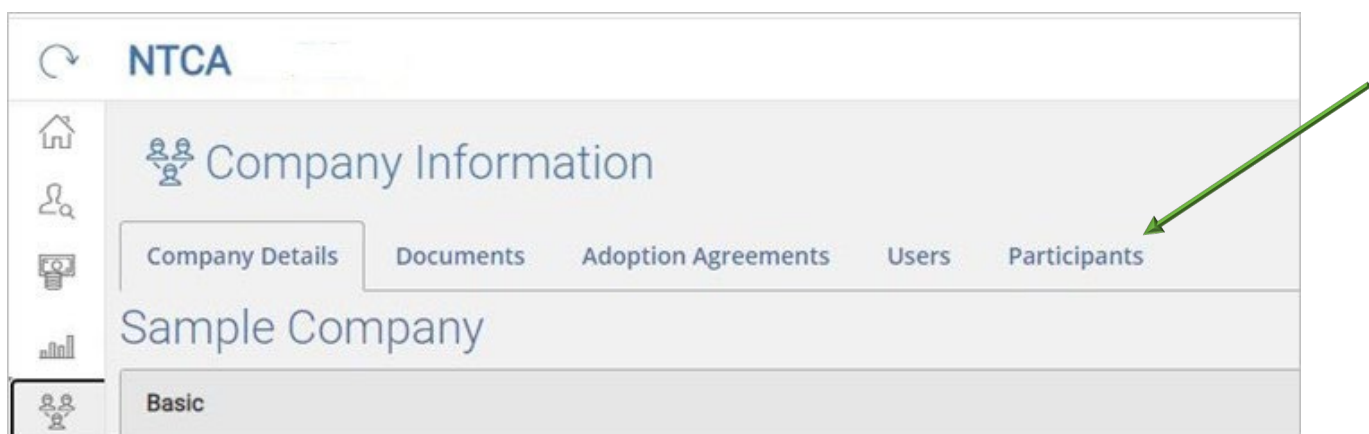 NTCA
Company Information
Company Details Documents Adoption Agreements Users Participants
Sample Company
Basic